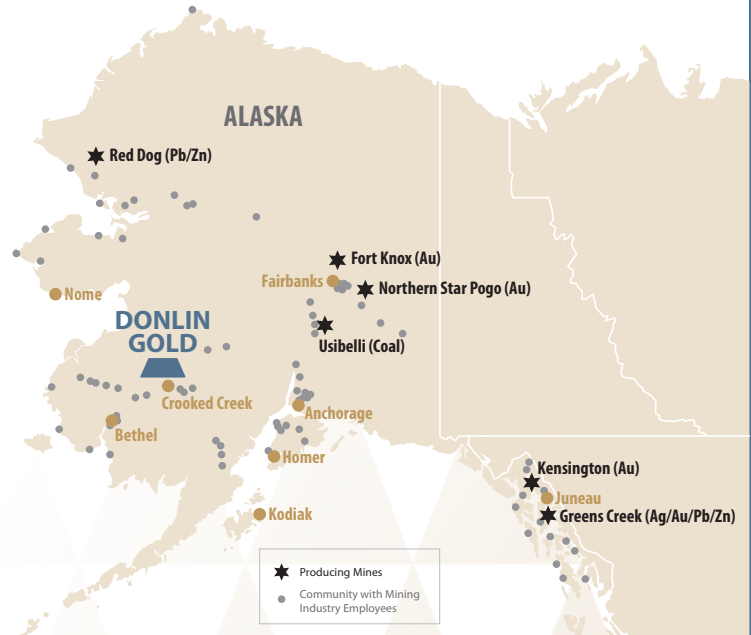 ALASKA
Red Dog (Pb/Zn)
Fort Knox (Au)
Fairbanks
Northern Star Pogo (Au)
Nome
DONLIN
GOLD
Usibelli (Coal)
Crooked Creek
Anchorage
Bethel
Homer
Kensington (Au)
Juneau
Kodiak
Greens Creek (Ag/Au/Pb/Zn)
Producing Mines
Community with Mining
Industry Employees